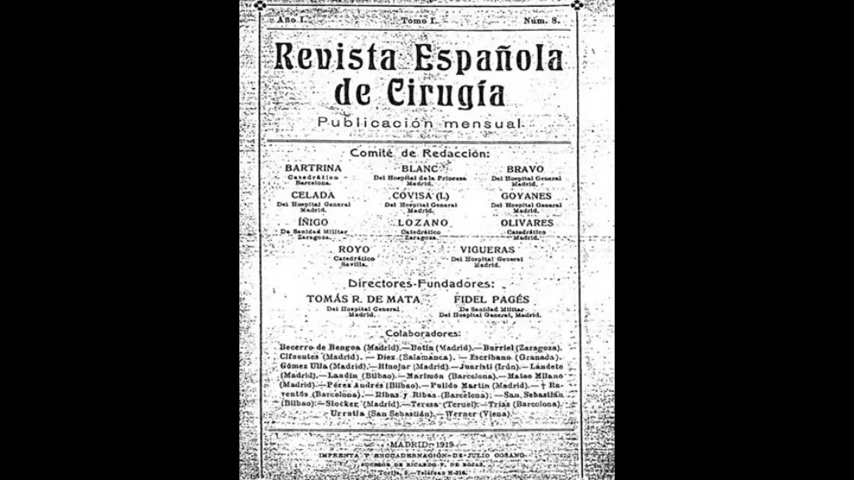 Año I. Tomo I. Núm. 8.
Revista Española
de Cirugía
Publicación mensual
Comité de Redacción:
BARTRINA BLANC BRAVO
Catedrático Del Hospital de la Princesa Del Hospital General
Barcelona. Madrid. Madrid.
CELADA COVISA (I.) GOYANES
Del Hospital General Del Hospital General Del Hospital General
Madrid. Madrid. Madrid.
ÍÑIGO LOZANO OLIVARES
De Sanidad Militar Catedrático Catedrático
Zaragoza. Zaragoza. Madrid.
ROYO VIGUERAS
Catedrático Del Hospital General
Sevilla. Madrid.
Directores-Fundadores:
TOMÁS R. DE MATA FIDEL PAGÉS
Del Hospital General De Sanidad Militar
Madrid. Del Hospital General, Madrid.
Colaboradores:
Becerro de Bengoa (Madrid).—Botín (Madrid).—Burriel (Zaragoza).
Cifuentes (Madrid).—Díez (Salamanca).—Escribano (Granada).
Gómez Ulla (Madrid).—Hinojar (Madrid).—Juaristi (Irún).—Landete
(Madrid).—Landín (Bilbao).—Marimón (Barcelona).—Mateo Milano
(Madrid).—Pérez Andrés (Bilbao).—Pulido Martín (Madrid).—† Ra-
ventós (Barcelona).—Ribas y Ribas (Barcelona).—San Sebastián
(Bilbao).—Slocker (Madrid).—Teresa (Teruel).—Trías (Barcelona).
Urrutia (San Sebastián).—Werner (Viena).
MADRID: 1919
IMPRENTA Y ENCUADERNACIÓN DE JULIO COSANO
SUCESOR DE RICARDO F. DE ROJAS
Torija, 5.—Teléfono M-316.